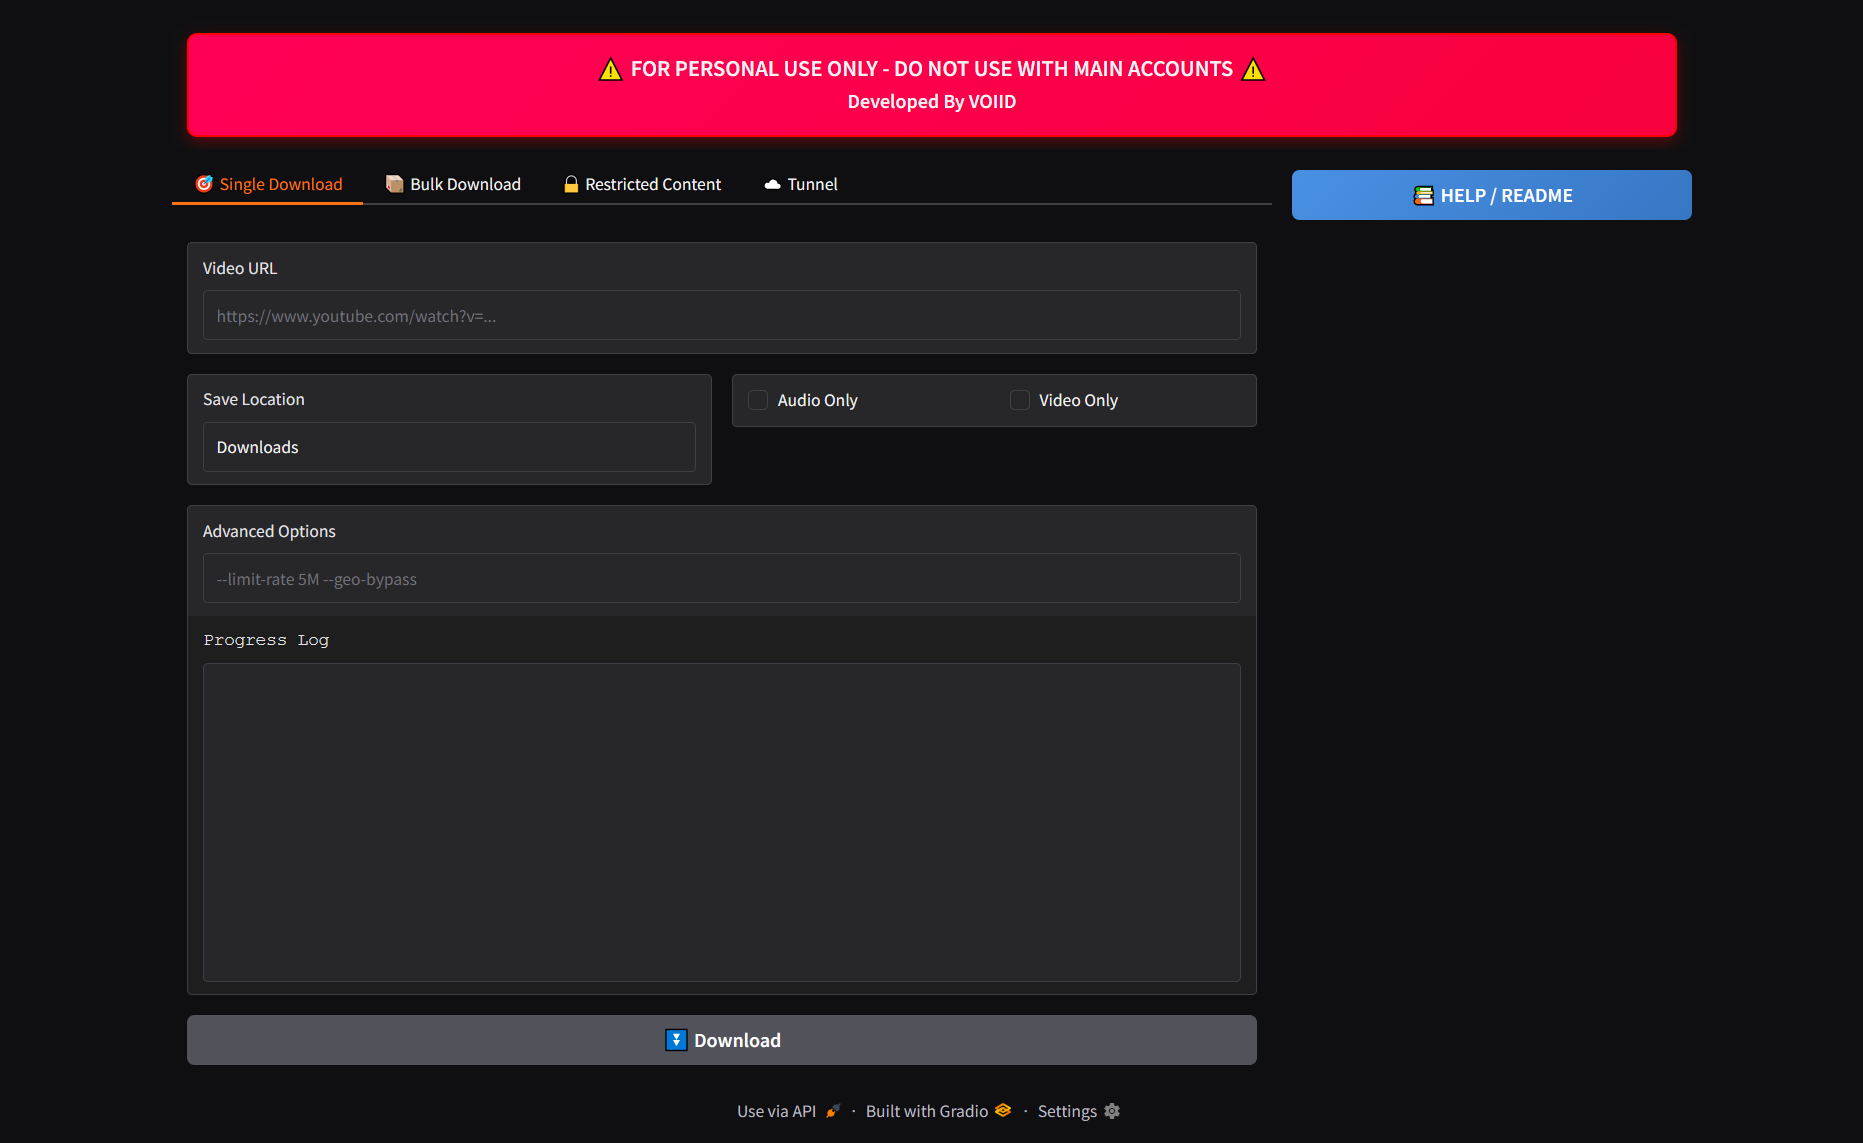 ⚠ FOR PERSONAL USE ONLY - DO NOT USE WITH MAIN ACCOUNTS ⚠
Developed By VOIID
🎯 Single Download
📦 Bulk Download
🔒 Restricted Content
☁ Tunnel
📚 HELP / README
Video URL
https://www.youtube.com/watch?v=...
Save Location
Downloads
Audio Only
Video Only
Advanced Options
--limit-rate 5M --geo-bypass
Progress Log
⏬ Download
Use via API 🚀 · Built with Gradio · Settings ⚙